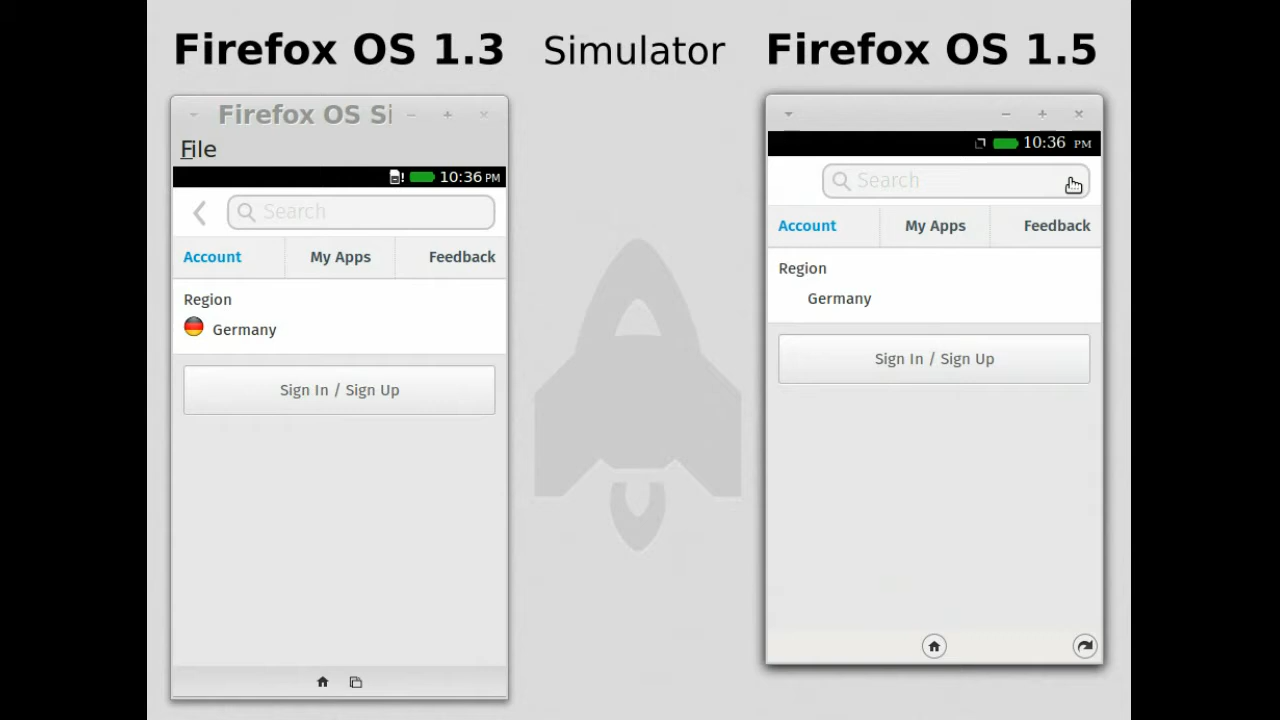 Firefox OS 1.3 Simulator Firefox OS 1.5
Firefox OS Si
File
10:36 PM
Search
Account My Apps Feedback
Region
Germany
Sign In / Sign Up
10:36 PM
Search
Account My Apps Feedback
Region
Germany
Sign In / Sign Up